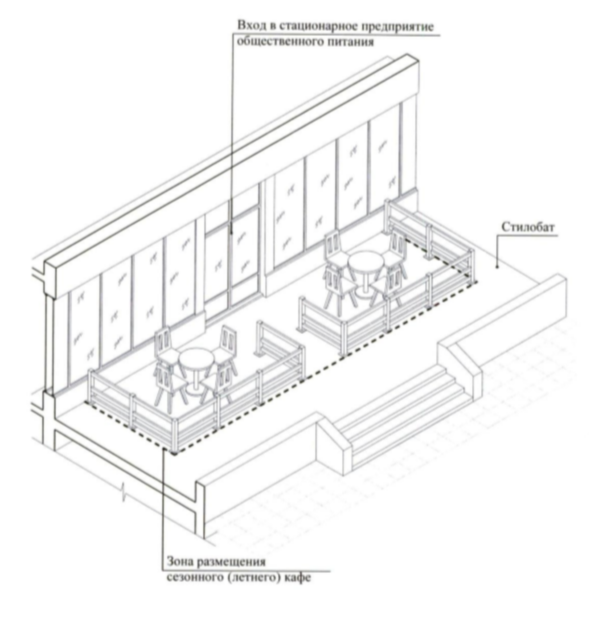 Вход в стационарное предприятие
общественного питания
Стилобат
Зона размещения
сезонного (летнего) кафе